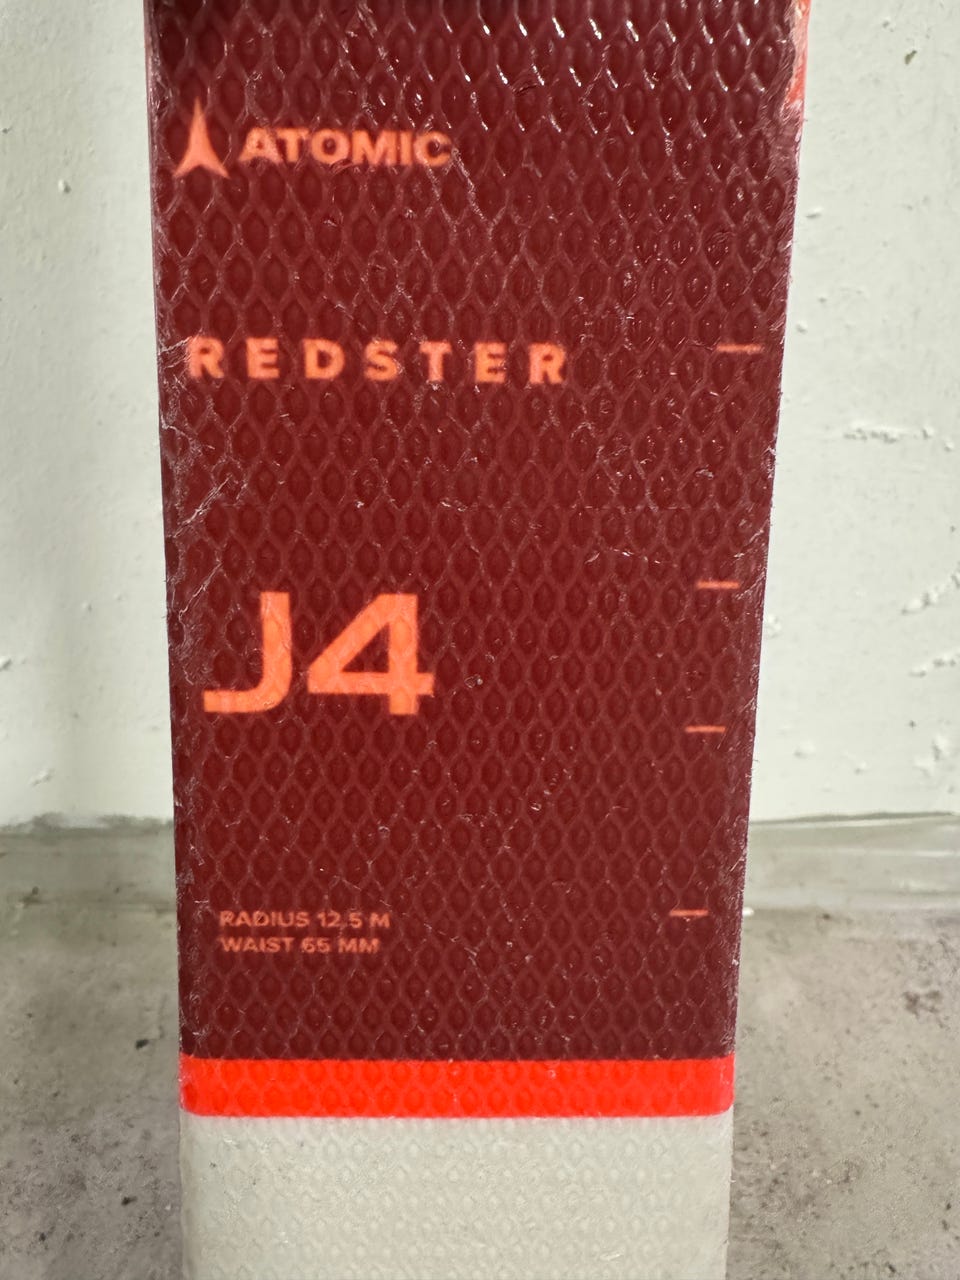 ATOMIC
REDSTER
J4
RADIUS 12.5 M
WAIST 65 MM